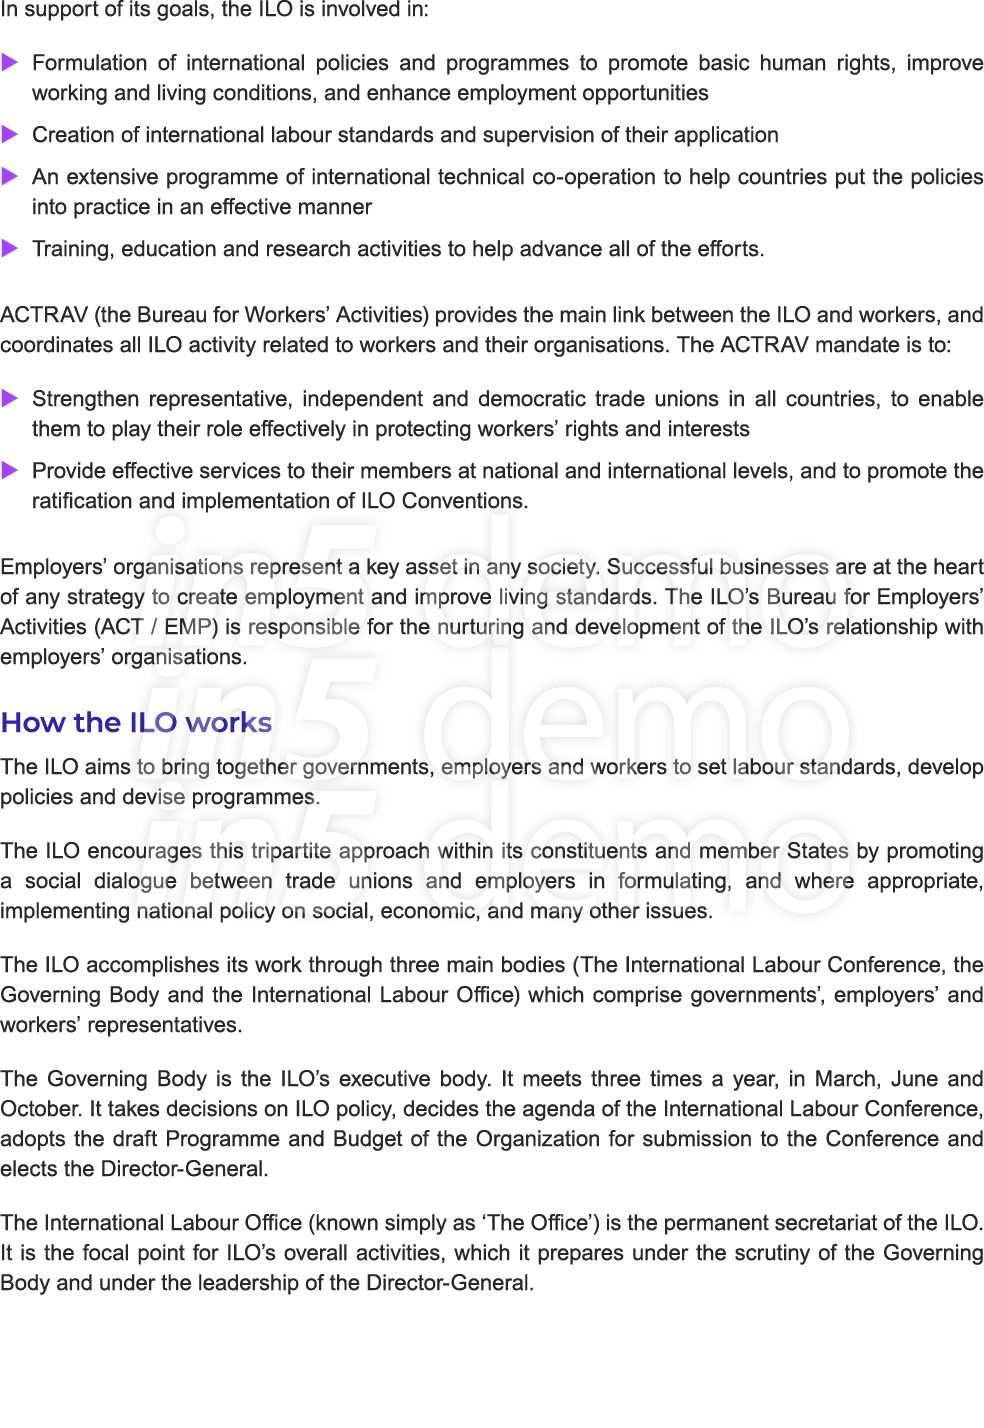 In support of its goals, the ILO is involved in:
▶ Formulation of international policies and programmes to promote basic human rights, improve
working and living conditions, and enhance employment opportunities
▶ Creation of international labour standards and supervision of their application
▶ An extensive programme of international technical co-operation to help countries put the policies
into practice in an effective manner
▶ Training, education and research activities to help advance all of the efforts.
ACTRAV (the Bureau for Workers’ Activities) provides the main link between the ILO and workers, and
coordinates all ILO activity related to workers and their organisations. The ACTRAV mandate is to:
▶ Strengthen representative, independent and democratic trade unions in all countries, to enable
them to play their role effectively in protecting workers’ rights and interests
▶ Provide effective services to their members at national and international levels, and to promote the
ratification and implementation of ILO Conventions.
Employers’ organisations represent a key asset in any society. Successful businesses are at the heart
of any strategy to create employment and improve living standards. The ILO’s Bureau for Employers’
Activities (ACT / EMP) is responsible for the nurturing and development of the ILO’s relationship with
employers’ organisations.
How the ILO works
The ILO aims to bring together governments, employers and workers to set labour standards, develop
policies and devise programmes.
The ILO encourages this tripartite approach within its constituents and member States by promoting
a social dialogue between trade unions and employers in formulating, and where appropriate,
implementing national policy on social, economic, and many other issues.
The ILO accomplishes its work through three main bodies (The International Labour Conference, the
Governing Body and the International Labour Office) which comprise governments’, employers’ and
workers’ representatives.
The Governing Body is the ILO’s executive body. It meets three times a year, in March, June and
October. It takes decisions on ILO policy, decides the agenda of the International Labour Conference,
adopts the draft Programme and Budget of the Organization for submission to the Conference and
elects the Director-General.
The International Labour Office (known simply as ‘The Office’) is the permanent secretariat of the ILO.
It is the focal point for ILO’s overall activities, which it prepares under the scrutiny of the Governing
Body and under the leadership of the Director-General.
in5 demo
in5 demo
in5 demo